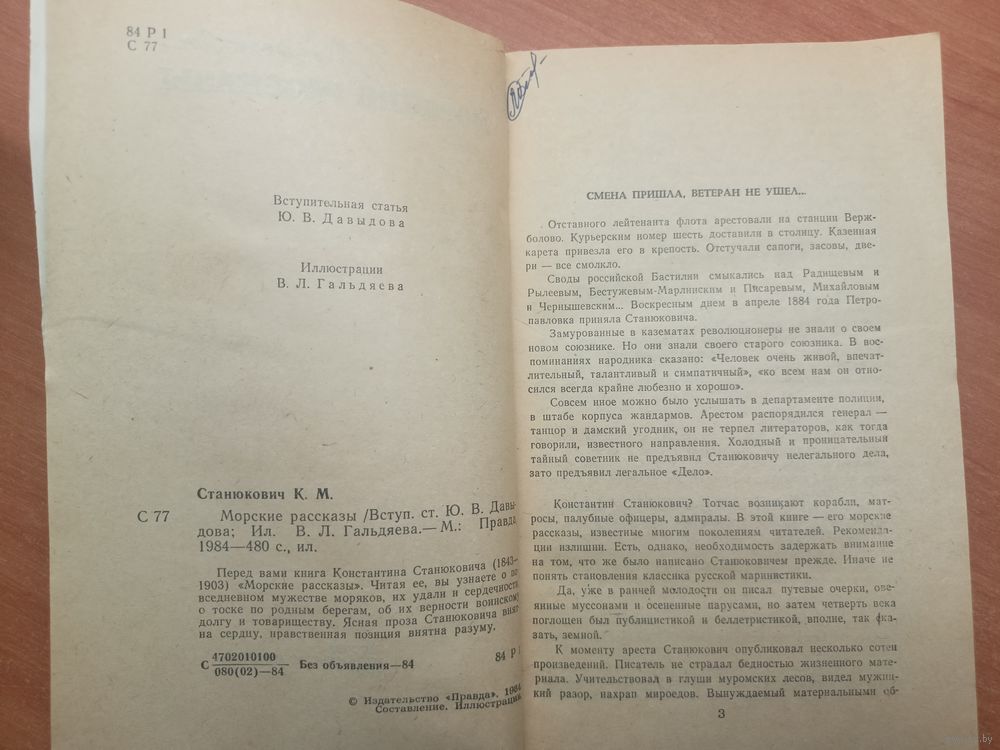 84 Р 1
С 77
Вступительная статья
Ю. В. Давыдова
Иллюстрации
В. Л. Гальдяева
Станюкович К. М.
С 77
Морские рассказы /Вступ. ст. Ю. В. Давы-
дова; Ил. В. Л. Гальдяева.— М.: Правда,
1984—480 с., ил.
Перед вами книга Константина Станюковича (1843—
1903) «Морские рассказы». Читая ее, вы узнаете о по
вседневном мужестве моряков, их удали и сердечности,
о тоске по родным берегам, об их верности воинскому
долгу и товариществу. Ясная проза Станюковича внят
на сердцу, нравственная позиция внятна разуму.
С 4702010100
080(02)—84
Без объявления—84
84 Р 1
© Издательство «Правда». 1984
Составление. Иллюстрации.
СМЕНА ПРИШЛА, ВЕТЕРАН НЕ УШЕЛ...
Отставного лейтенанта флота арестовали на станции Верж-
болово. Курьерским номер шесть доставили в столицу. Казенная
карета привезла его в крепость. Отстучали сапоги, засовы, две-
ри — все смолкло.
Своды российской Бастилии смыкались над Радищевым и
Рылеевым, Бестужевым-Марлинским и Писаревым, Михайловым
и Чернышевским... Воскресным днем в апреле 1884 года Петро-
павловка приняла Станюковича.
Замурованные в казематах революционеры не знали о своем
новом союзнике. Но они знали своего старого союзника. В вос-
поминаниях народника сказано: «Человек очень живой, впечат-
лительный, талантливый и симпатичный», «ко всем нам он отно-
сился всегда крайне любезно и хорошо».
Совсем иное можно было услышать в департаменте полиции,
в штабе корпуса жандармов. Арестом распорядился генерал —
танцор и дамский угодник, он не терпел литераторов, как тогда
говорили, известного направления. Холодный и проницательный
тайный советник не предъявил Станюковичу нелегального дела,
зато предъявил легальное «Дело».
Константин Станюкович? Тотчас возникают корабли, мат-
росы, палубные офицеры, адмиралы. В этой книге — его морские
рассказы, известные многим поколениям читателей. Рекоменда-
ции излишни. Есть, однако, необходимость задержать внимание
на том, что же было написано Станюковичем прежде. Иначе не
понять становления классика русской маринистики.
Да, уже в ранней молодости он писал путевые очерки, ове-
янные муссонами и осененные парусами, но затем четверть века
поглощен был публицистикой и беллетристикой, вполне, так ска-
зать, земной.
К моменту ареста Станюкович опубликовал несколько сотен
произведений. Писатель не страдал бедностью жизненного мате-
риала. Учительствовал в глуши муромских лесов, видел мужиц-
кий разор, нахрап мироедов. Вынуждаемый материальными об-
3